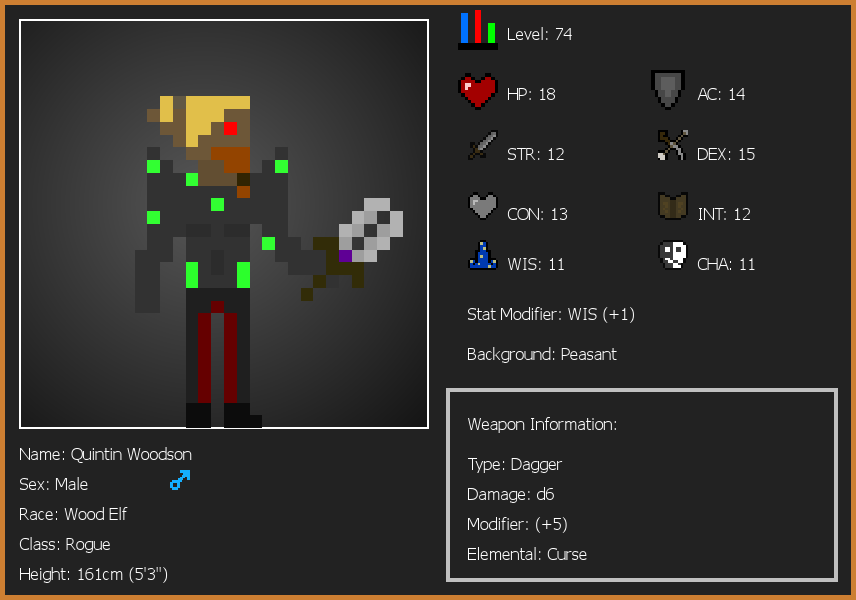 Level: 74
HP: 18
AC: 14
STR: 12
DEX: 15
CON: 13
INT: 12
WIS: 11
CHA: 11
Stat Modifier: WIS (+1)
Background: Peasant
Weapon Information:
Type: Dagger
Damage: d6
Modifier: (+5)
Elemental: Curse
Name: Quintin Woodson
Sex: Male
Race: Wood Elf
Class: Rogue
Height: 161cm (5'3")